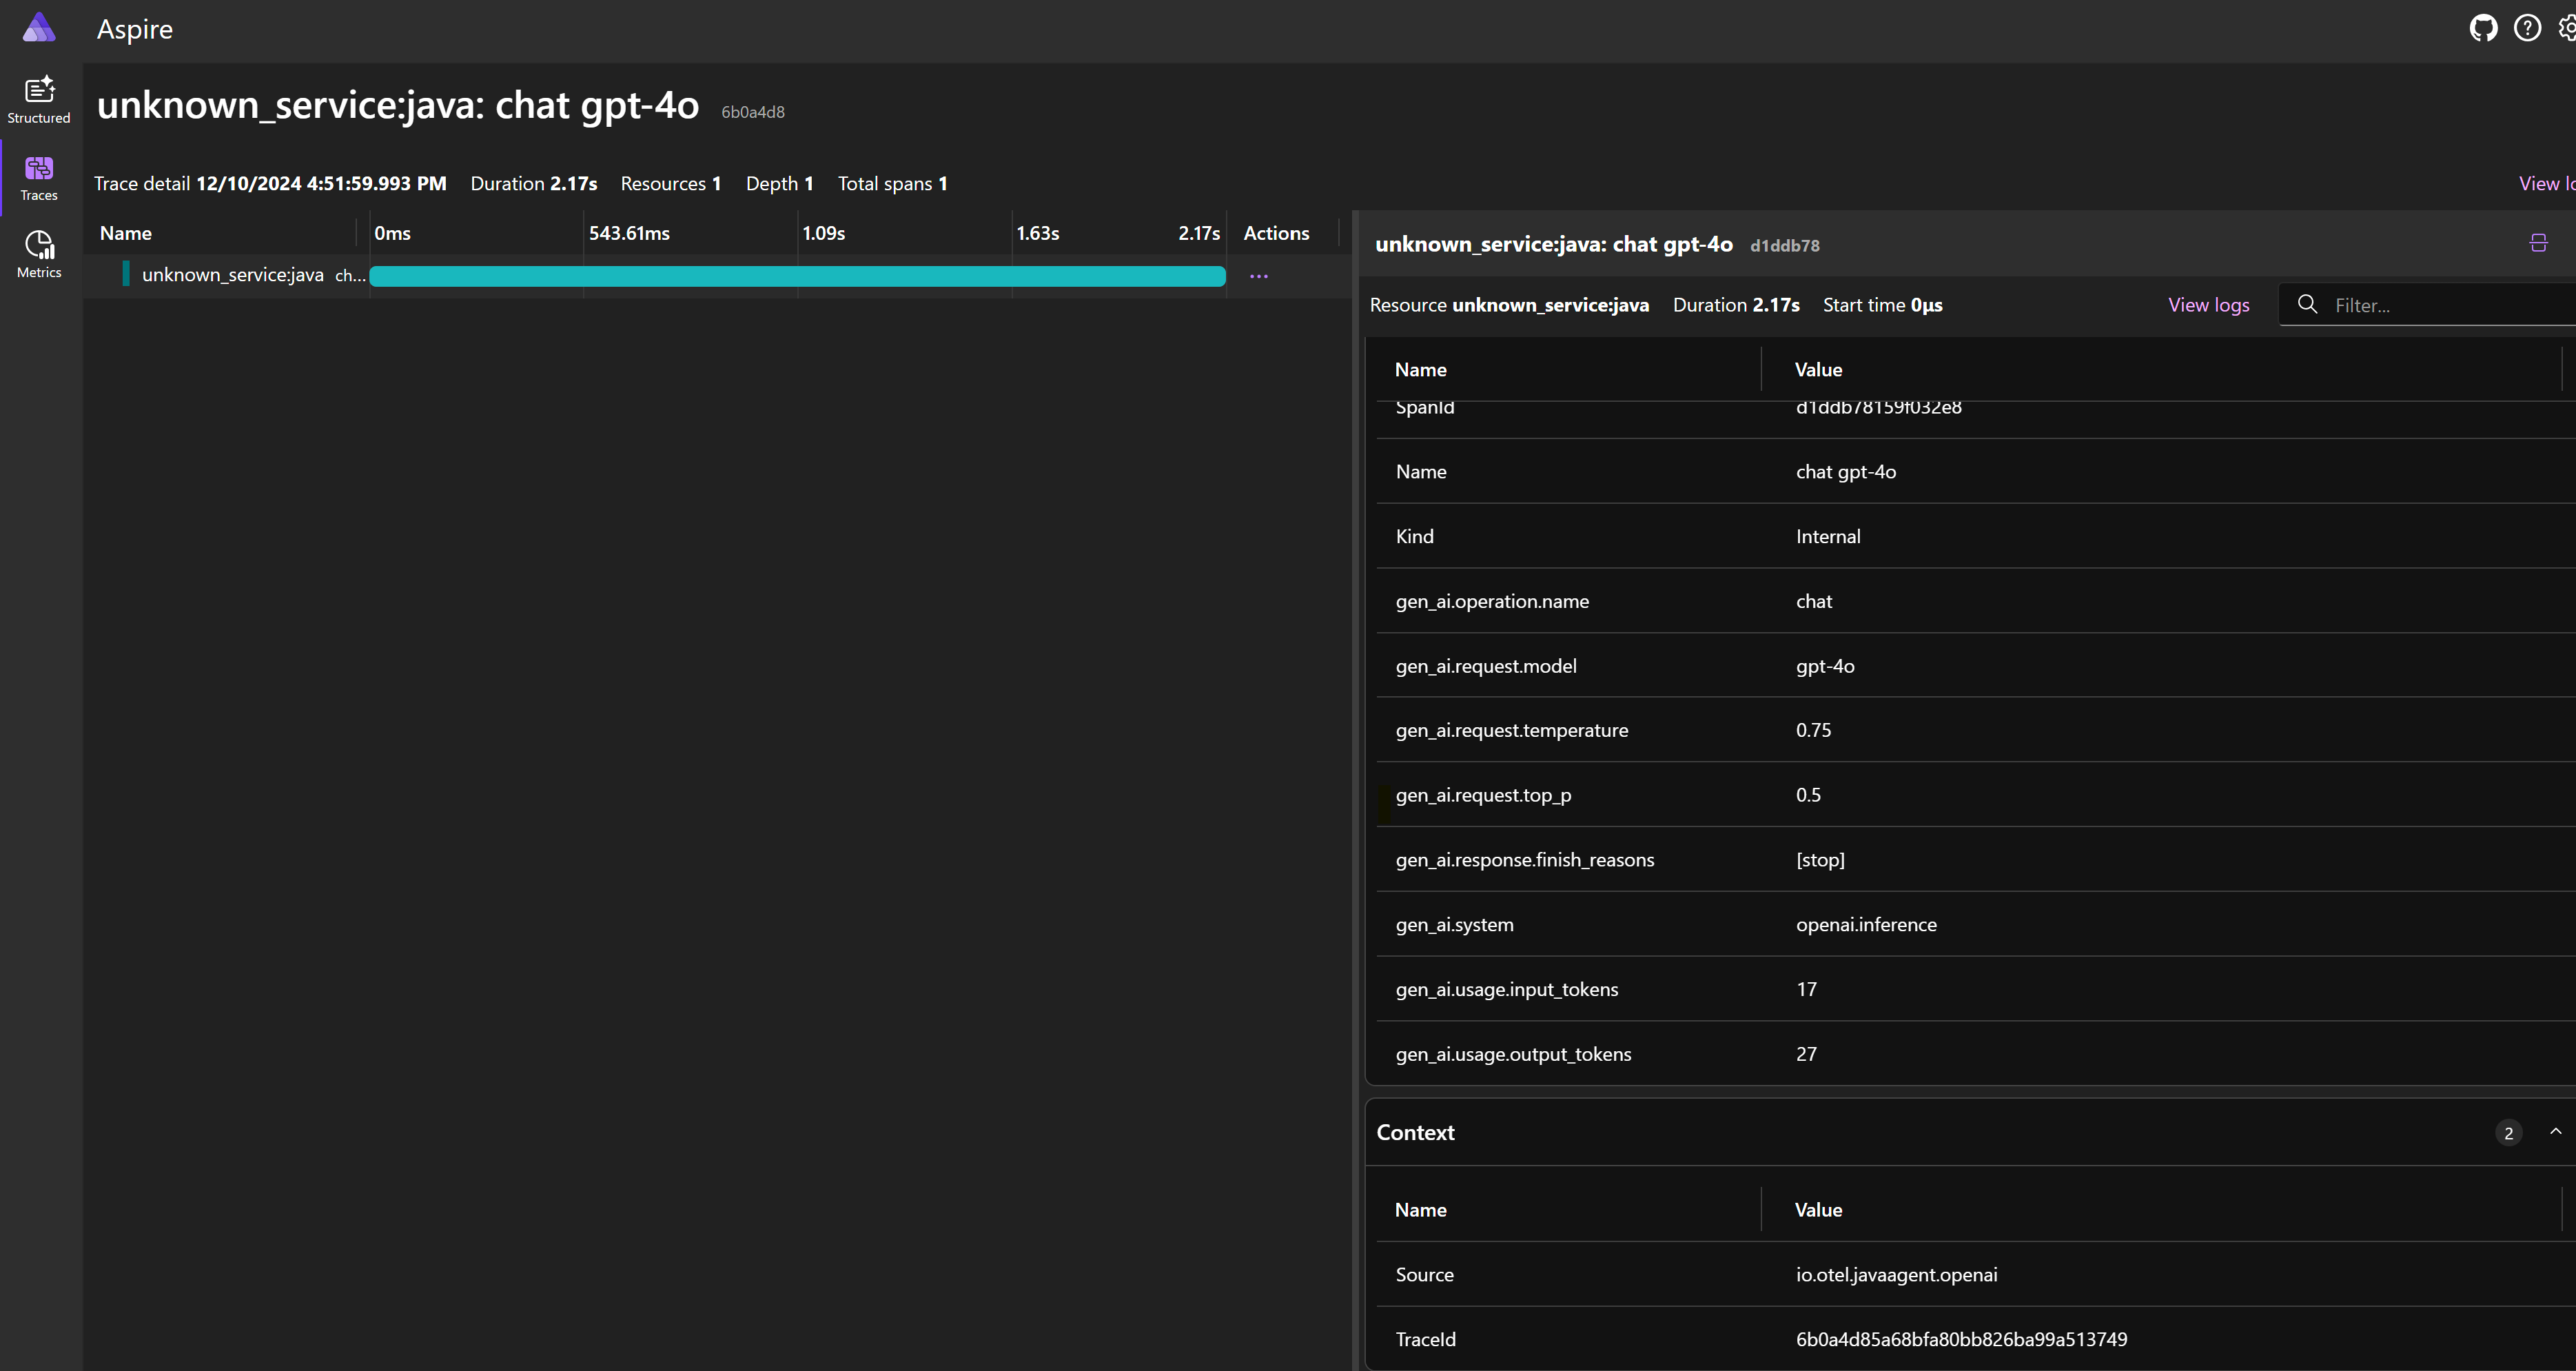 Aspire
Structured
Traces
Metrics
unknown_service:java: chat gpt-4o 6b0a4d8
Trace detail 12/10/2024 4:51:59.993 PM Duration 2.17s Resources 1 Depth 1 Total spans 1
View lo
Name 0ms 543.61ms 1.09s 1.63s 2.17s Actions
unknown_service:java ch...
unknown_service:java: chat gpt-4o d1ddb78
Resource unknown_service:java Duration 2.17s Start time 0µs View logs Filter...
Name Value
SpanId d1ddb78159f032e8
Name chat gpt-4o
Kind Internal
gen_ai.operation.name chat
gen_ai.request.model gpt-4o
gen_ai.request.temperature 0.75
gen_ai.request.top_p 0.5
gen_ai.response.finish_reasons [stop]
gen_ai.system openai.inference
gen_ai.usage.input_tokens 17
gen_ai.usage.output_tokens 27
Context 2
Name Value
Source io.otel.javaagent.openai
TraceId 6b0a4d85a68bfa80bb826ba99a513749